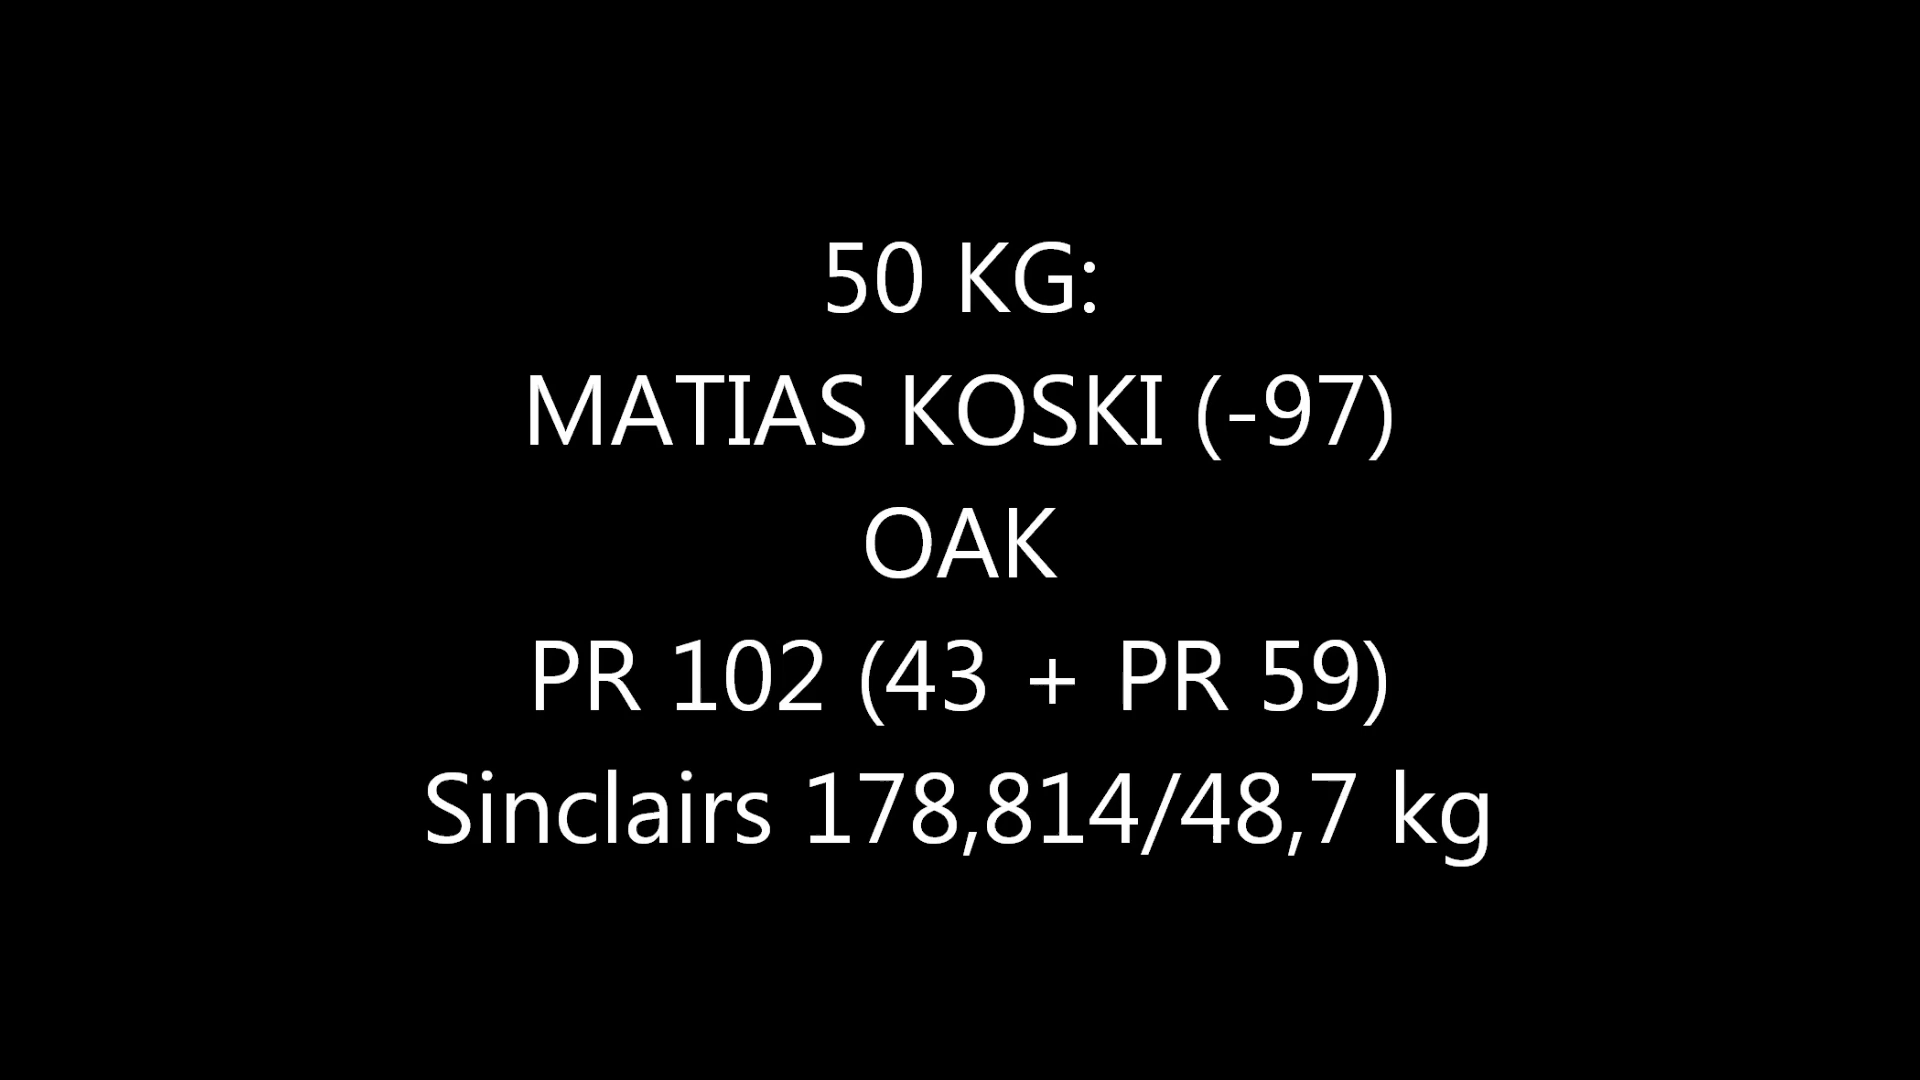 50 KG:
MATIAS KOSKI (-97)
OAK
PR 102 (43 + PR 59)
Sinclairs 178,814/48,7 kg